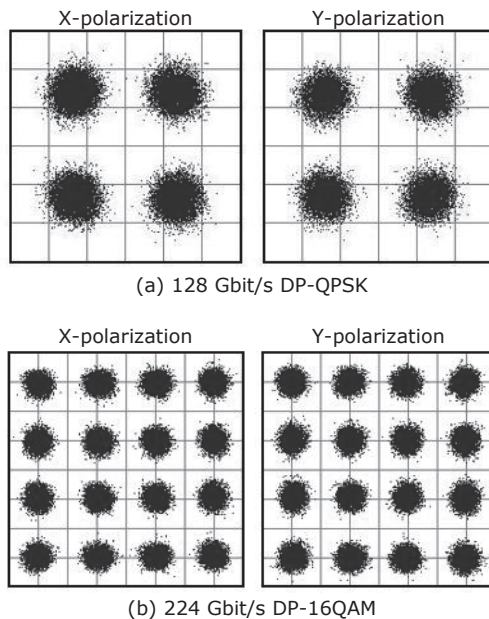 X-polarization
Y-polarization
(a) 128 Gbit/s DP-QPSK
X-polarization
Y-polarization
(b) 224 Gbit/s DP-16QAM